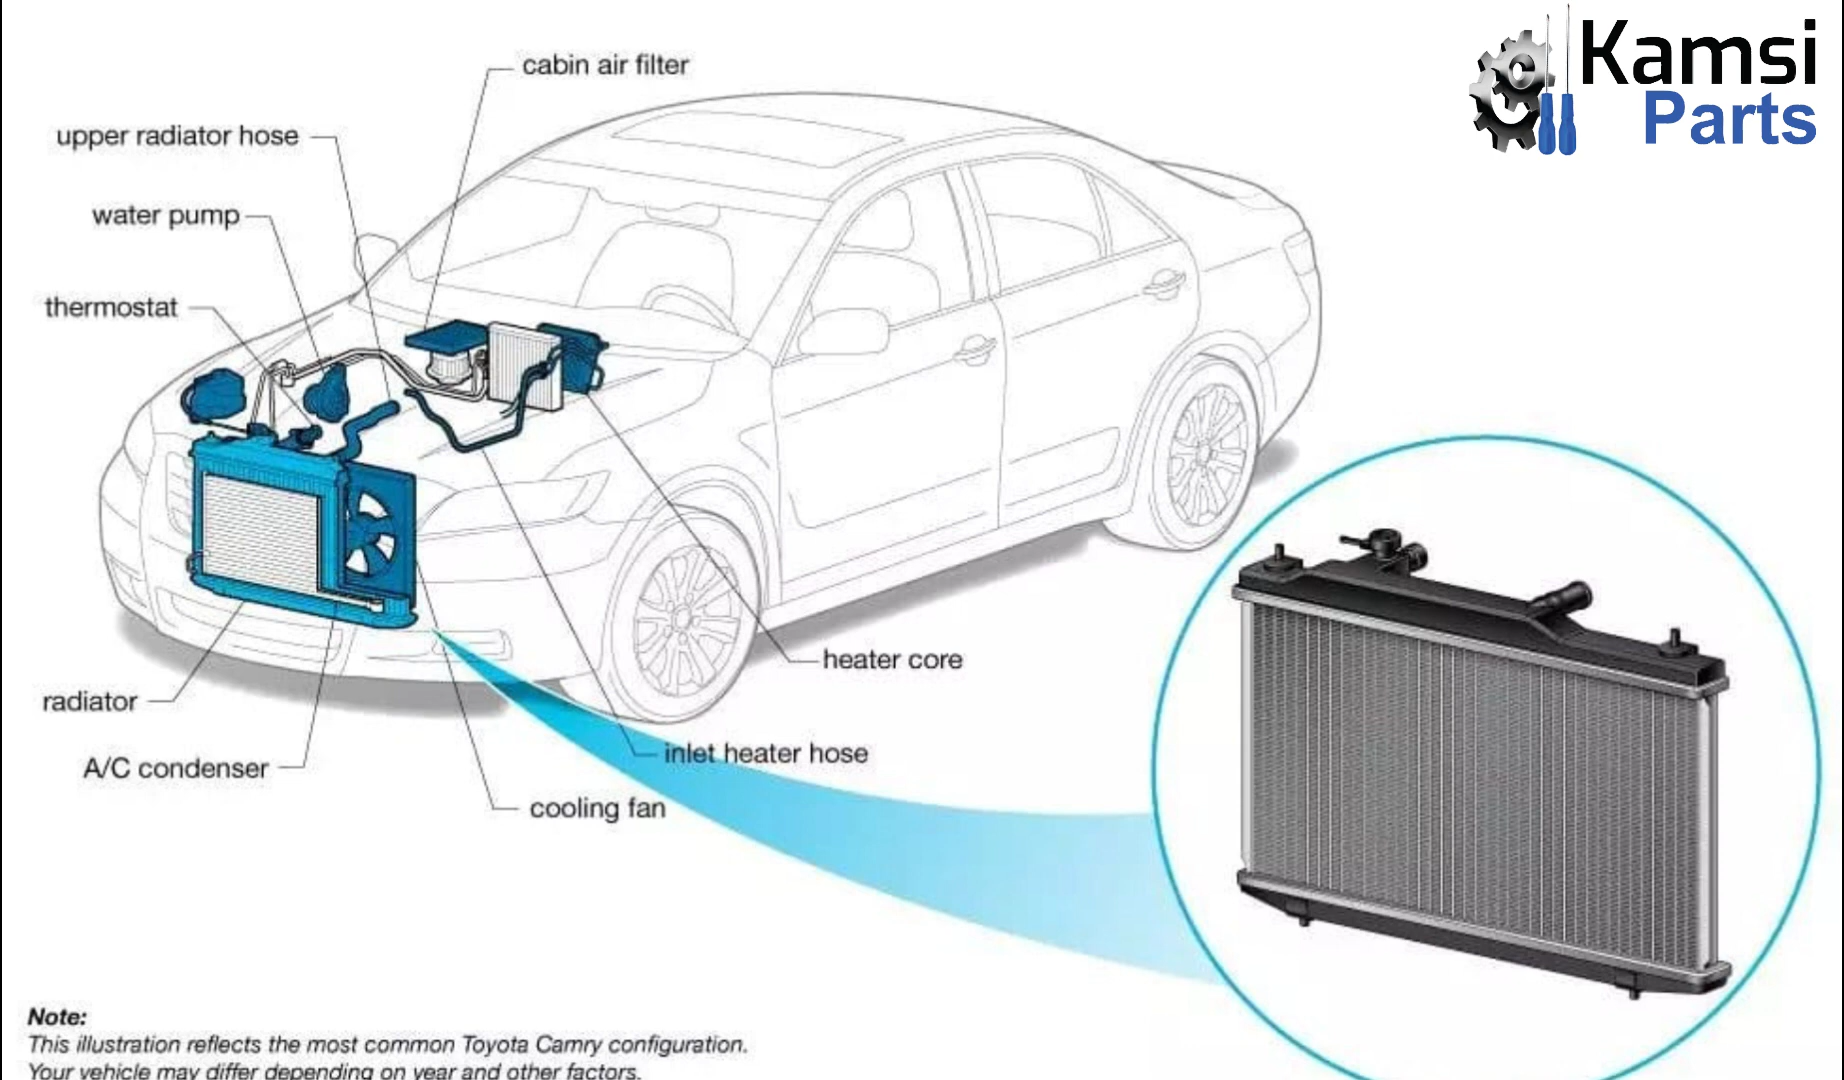 Kamsi
Parts
cabin air filter
upper radiator hose
water pump
thermostat
heater core
radiator
inlet heater hose
A/C condenser
cooling fan
Note:
This illustration reflects the most common Toyota Camry configuration.
Your vehicle may differ depending on year and other factors.